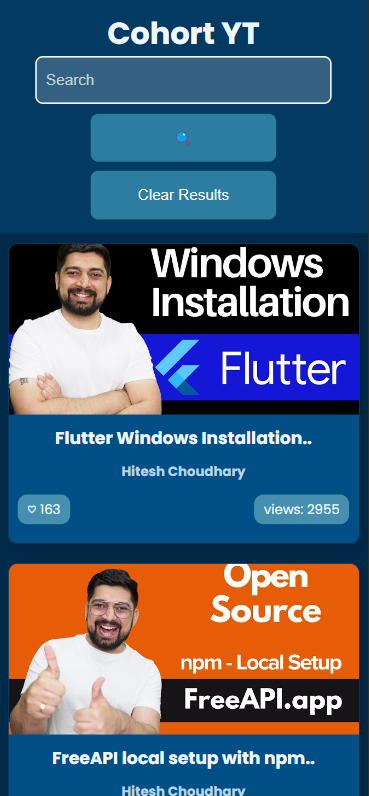 Cohort YT
Search
Clear Results
Windows
Installation
Flutter
Flutter Windows Installation..
Hitesh Choudhary
♡ 163
views: 2955
Open
Source
npm - Local Setup
FreeAPI.app
FreeAPI local setup with npm..
Hitesh Choudhary